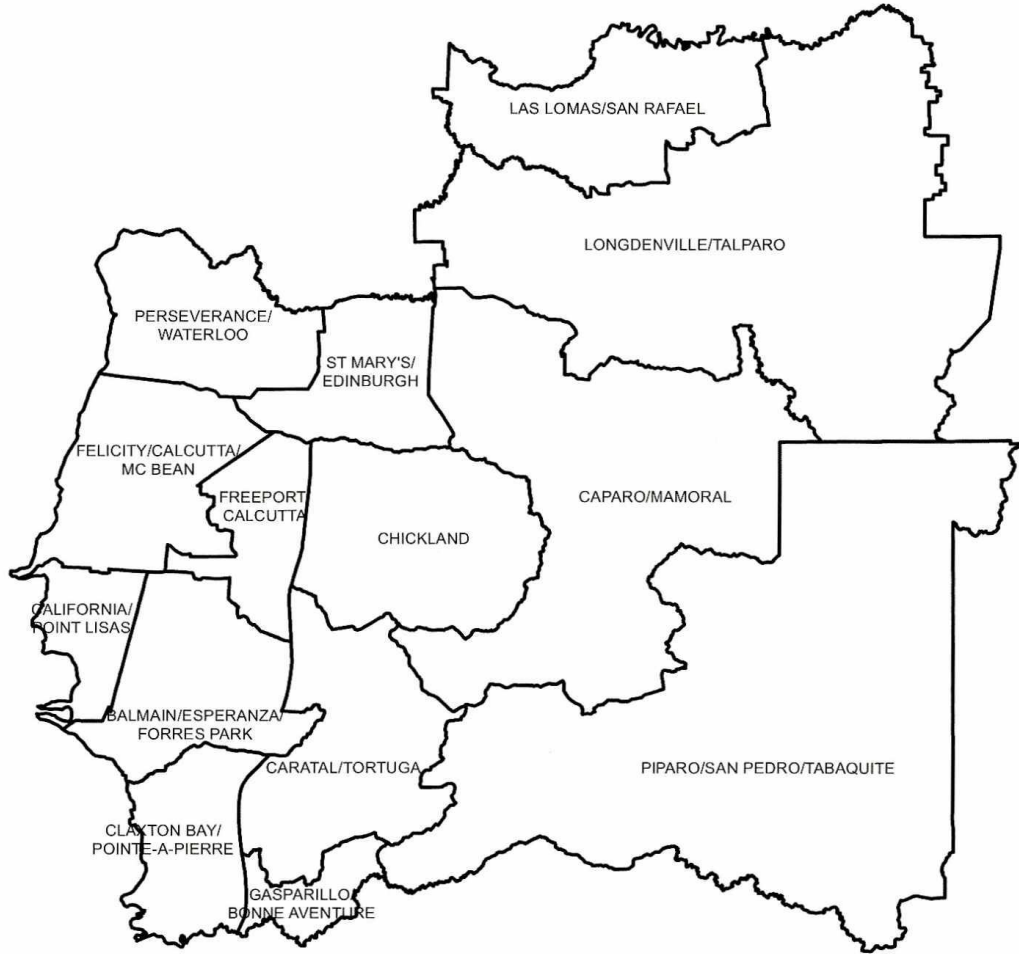 LAS LOMAS/SAN RAFAEL
LONGDENVILLE/TALPARO
PERSEVERANCE/
WATERLOO
ST MARY'S/
EDINBURGH
FELICITY/CALCUTTA/
MC BEAN
FREEPORT/
CALCUTTA
CAPARO/MAMORAL
CHICKLAND
CALIFORNIA/
POINT LISAS
BALMAIN/ESPERANZA/
FORRES PARK
CARATAL/TORTUGA
PIPARO/SAN PEDRO/TABAQUITE
CLAXTON BAY/
POINTE-A-PIERRE
GASPARILLO/
BONNE AVENTURE